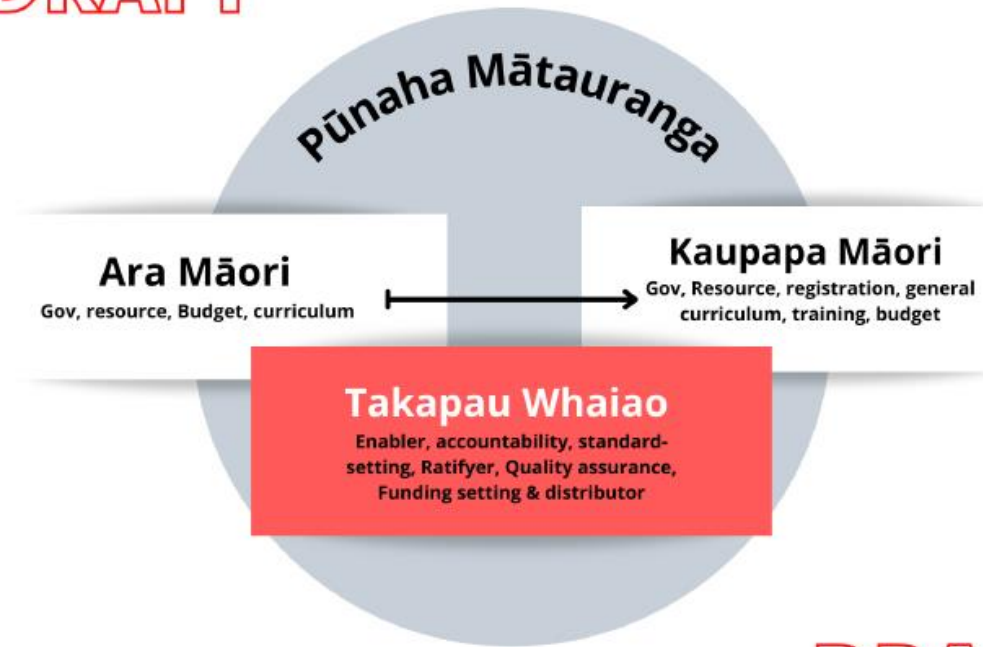 DRAFT
Pūnaha Mātauranga
Ara Māori
Gov, resource, Budget, curriculum
Kaupapa Māori
Gov, Resource, registration, general
curriculum, training, budget
Takapau Whaiao
Enabler, accountability, standard-
setting, Ratifyer, Quality assurance,
Funding setting & distributor